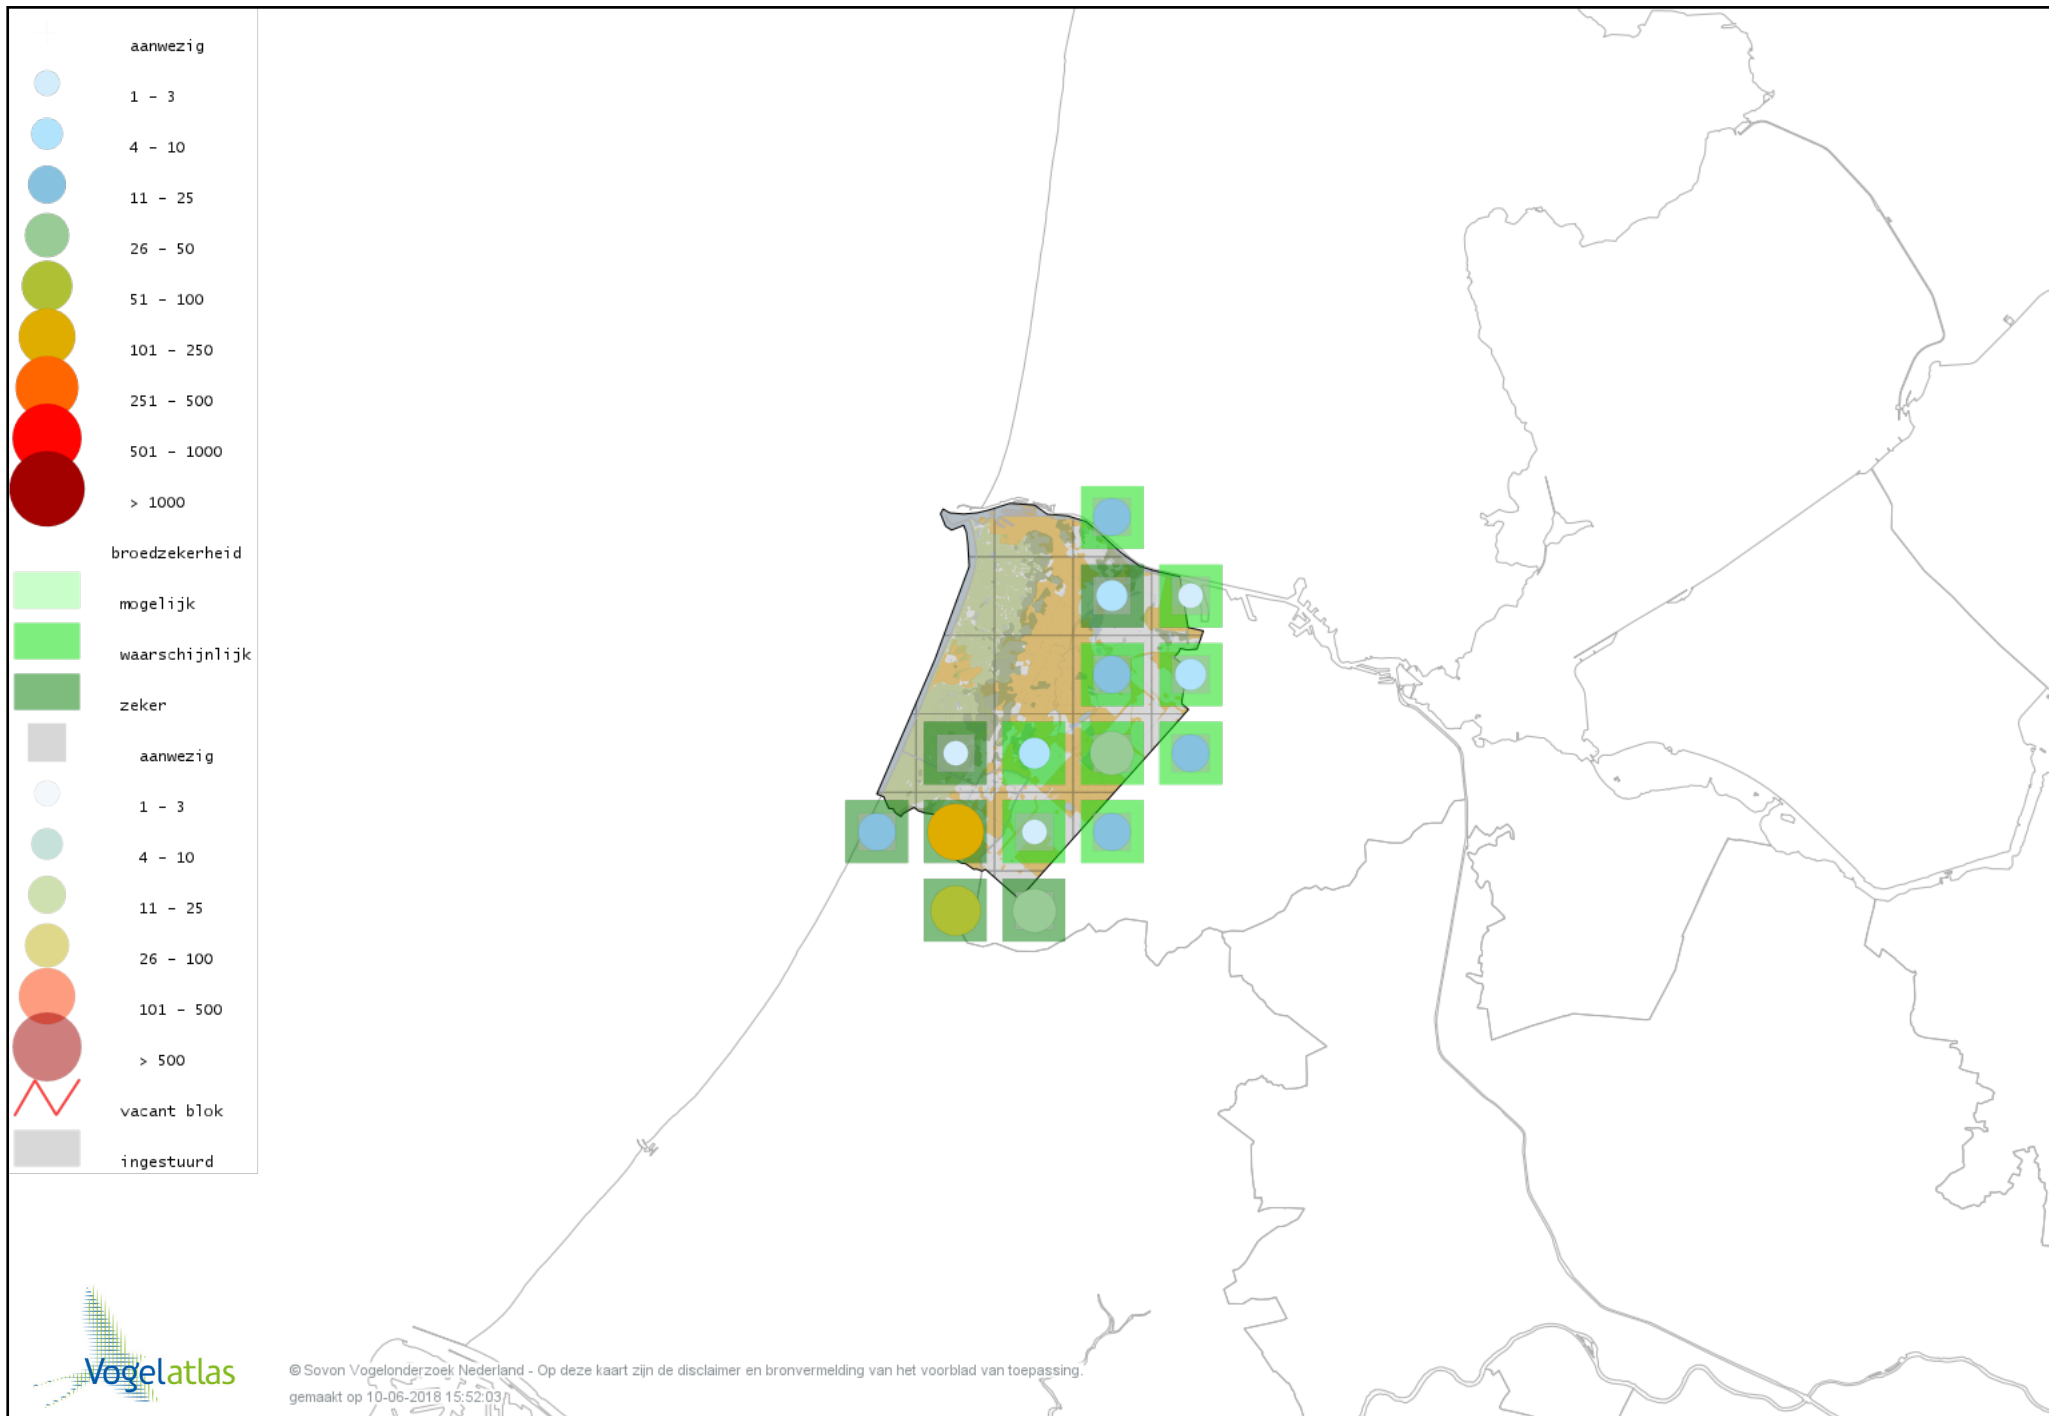 aanwezig
1 - 3
4 - 10
11 - 25
26 - 50
51 - 100
101 - 250
251 - 500
501 - 1000
> 1000
broedzekerheid
mogelijk
waarschijnlijk
zeker
aanwezig
1 - 3
4 - 10
11 - 25
26 - 100
101 - 500
> 500
vacant blok
ingestuurd
Vogelatlas
© Sovon Vogelonderzoek Nederland - Op deze kaart zijn de disclaimer en bronvermelding van het voorblad van toepassing.
gemaakt op 10-06-2018 15:52:03